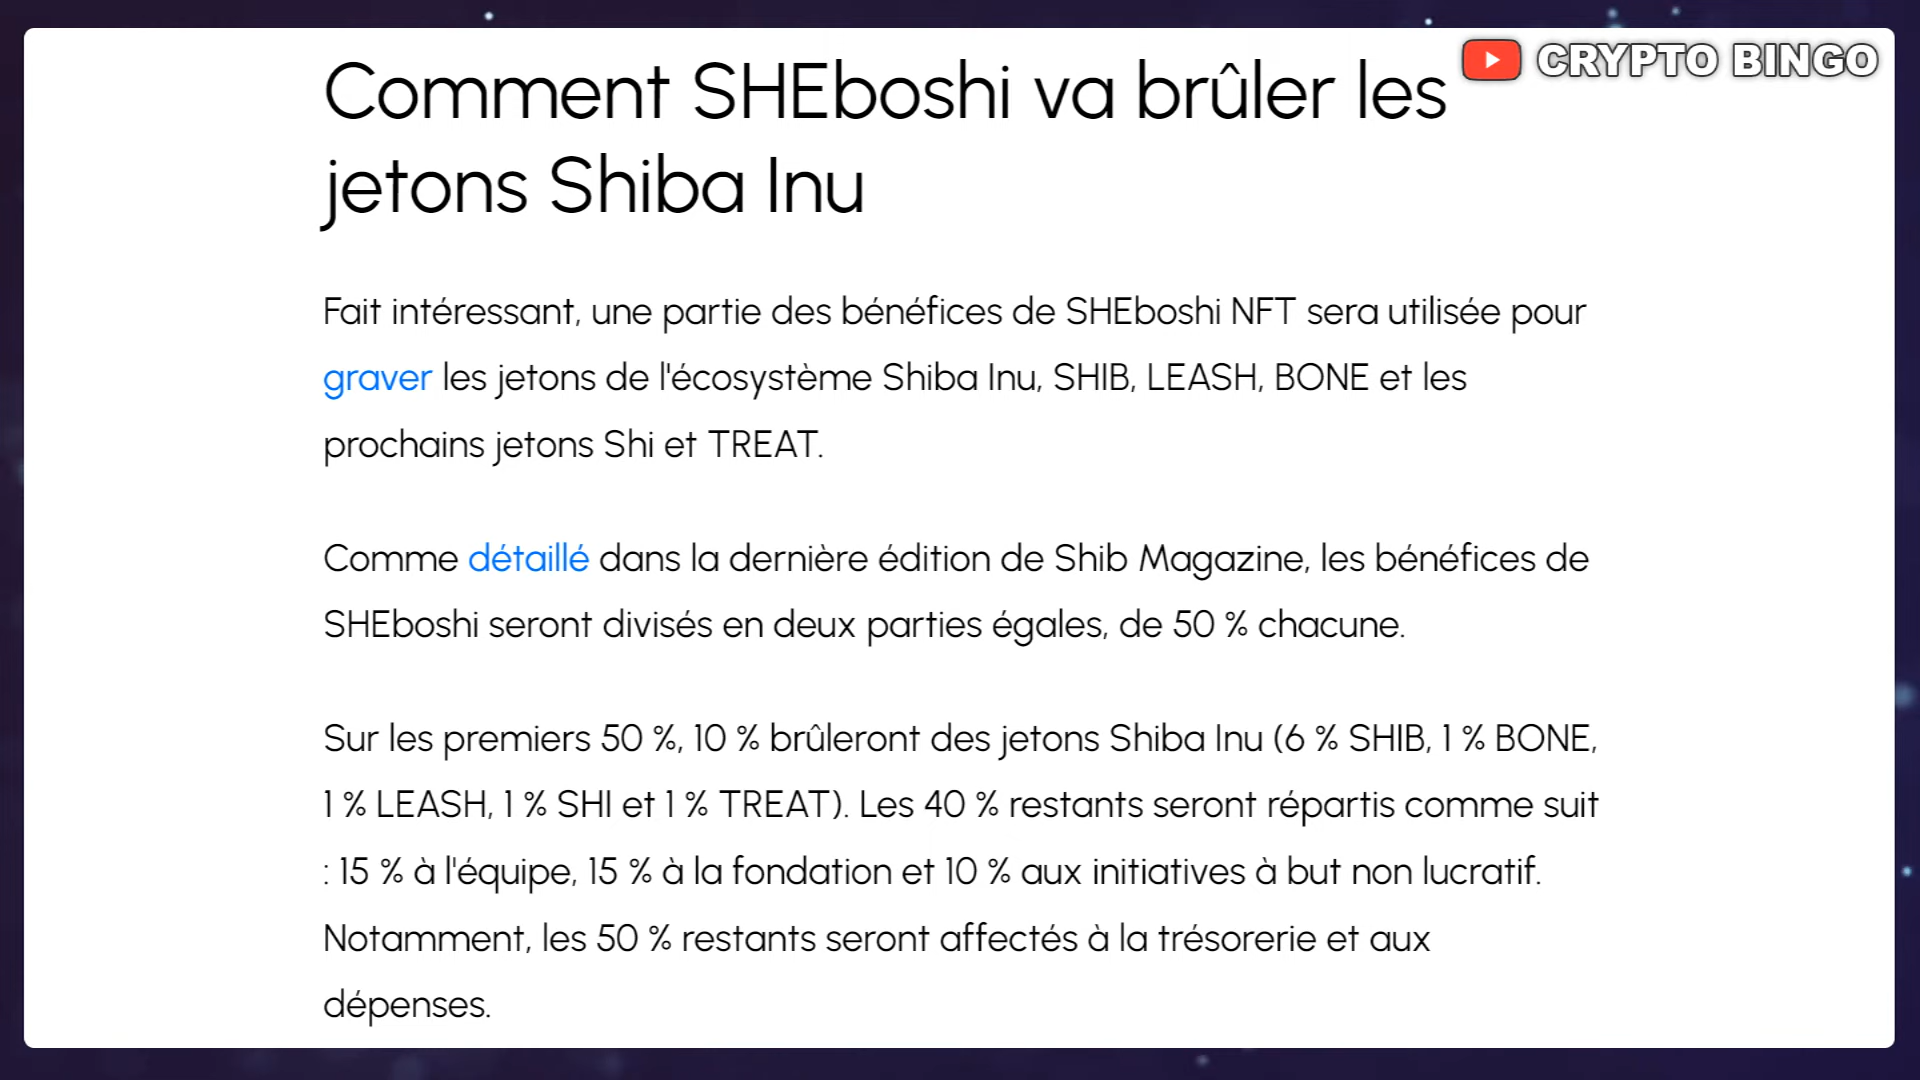 CRYPTO BINGO
Comment SHEboshi va brûler les
jetons Shiba Inu
Fait intéressant, une partie des bénéfices de SHEboshi NFT sera utilisée pour
graver les jetons de l'écosystème Shiba Inu, SHIB, LEASH, BONE et les
prochains jetons Shi et TREAT.
Comme détaillé dans la dernière édition de Shib Magazine, les bénéfices de
SHEboshi seront divisés en deux parties égales, de 50 % chacune.
Sur les premiers 50 %, 10 % brûleront des jetons Shiba Inu (6 % SHIB, 1 % BONE,
1 % LEASH, 1 % SHI et 1 % TREAT). Les 40 % restants seront répartis comme suit
: 15 % à l'équipe, 15 % à la fondation et 10 % aux initiatives à but non lucratif.
Notamment, les 50 % restants seront affectés à la trésorerie et aux
dépenses.